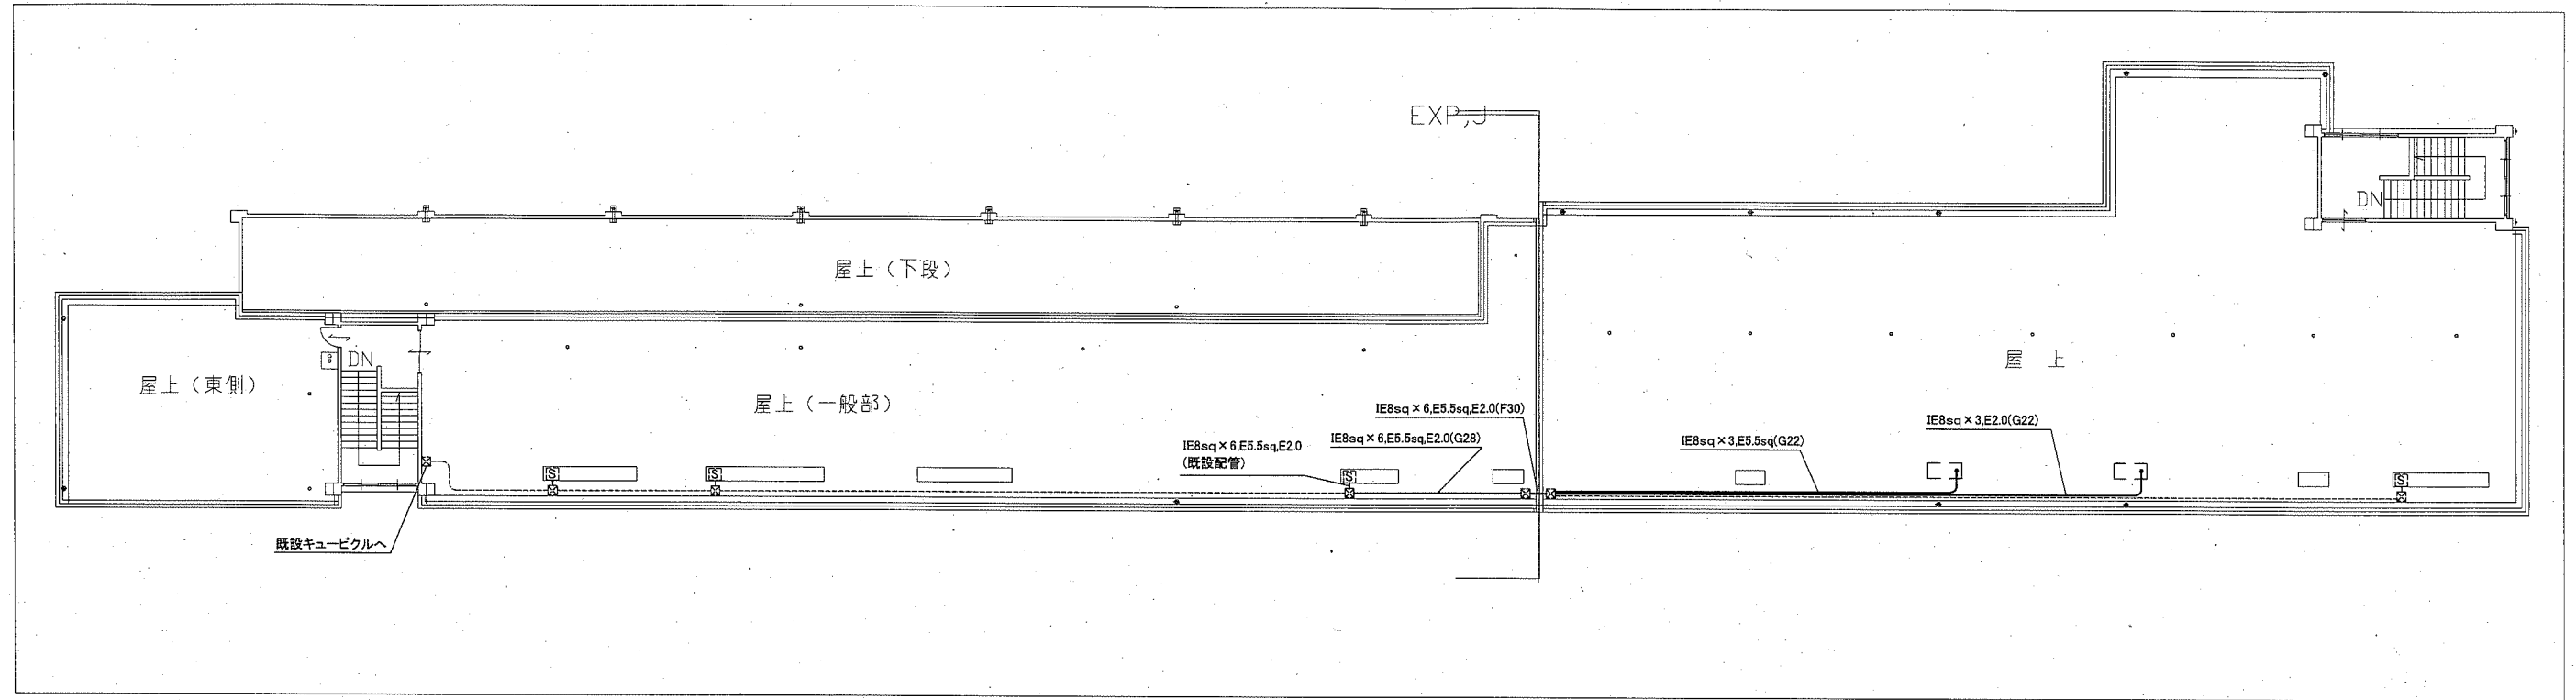 EXP,J
DN
屋上（下段）
DN
屋上（東側）
屋上（一般部）
屋 上
IE8sq×6,E5.5sq,E2.0(F30)
IE8sq×6,E5.5sq,E2.0
(既設配管)
IE8sq×6,E5.5sq,E2.0(G28)
IE8sq×3,E5.5sq(G22)
IE8sq×3,E2.0(G22)
S
S
S
S
既設キュービクルへ